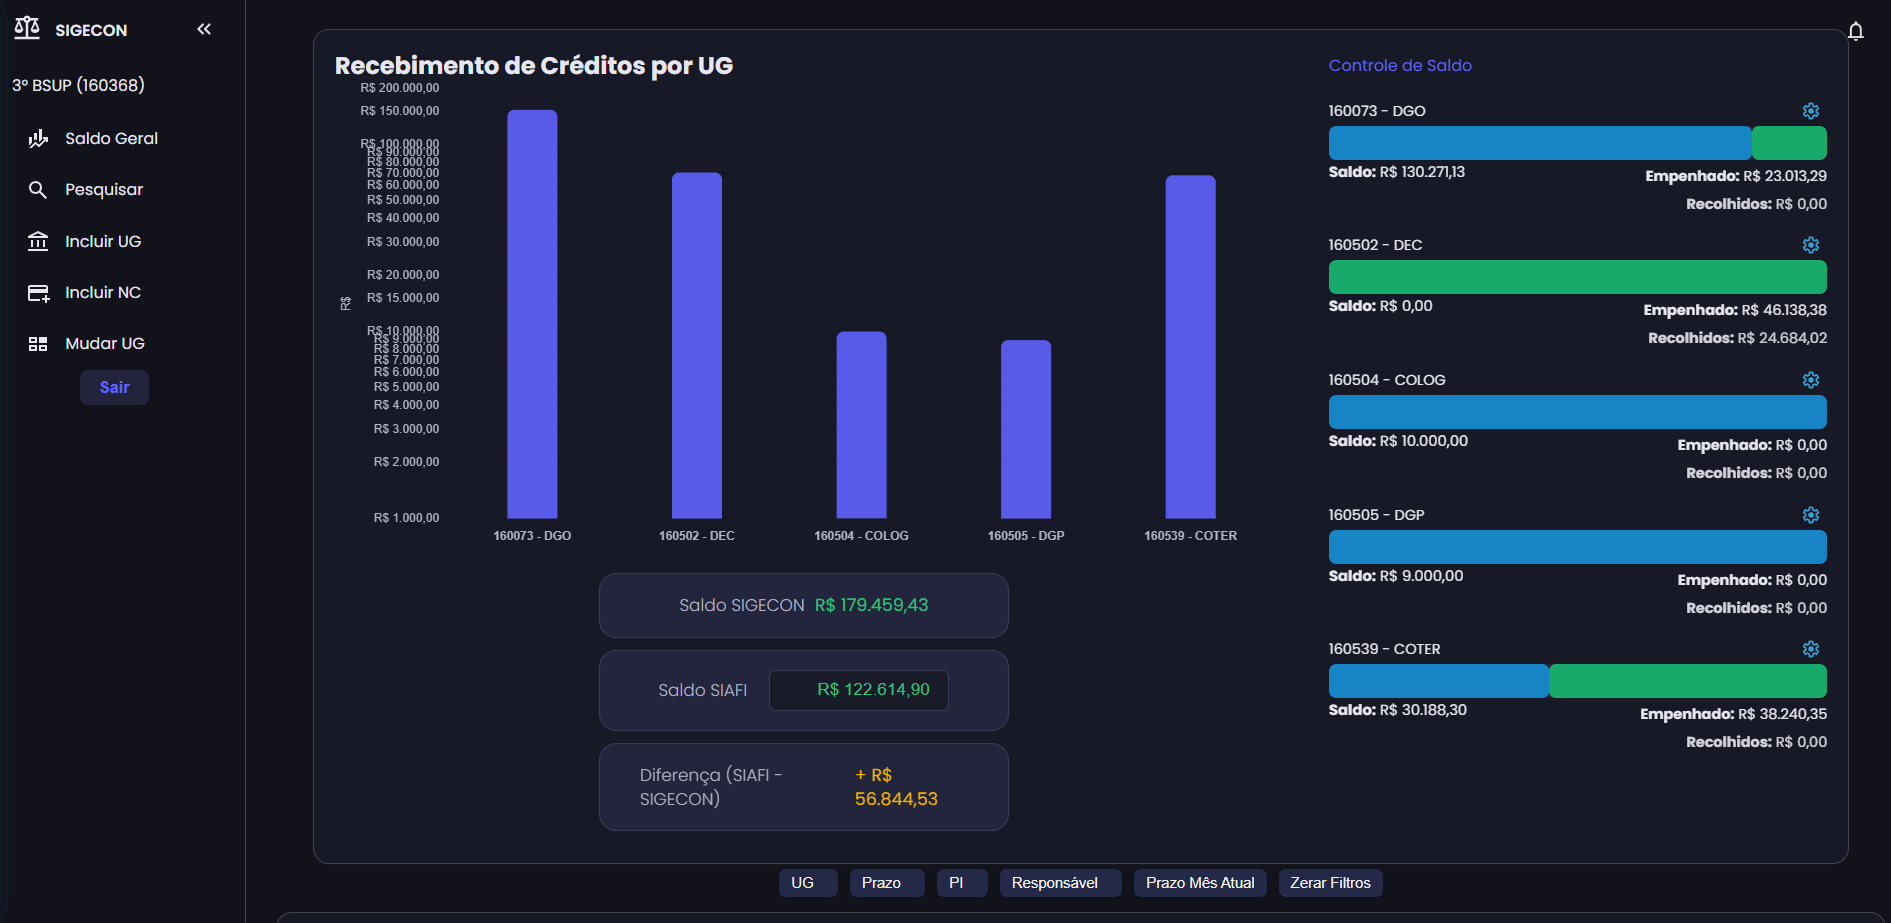 SIGECON
3º BSUP (160368)
Saldo Geral
Pesquisar
Incluir UG
Incluir NC
Mudar UG
Sair
Recebimento de Créditos por UG
R$ 200.000,00
R$ 150.000,00
R$ 100.000,00
R$ 90.000,00
R$ 80.000,00
R$ 70.000,00
R$ 60.000,00
R$ 50.000,00
R$ 40.000,00
R$ 30.000,00
R$ 20.000,00
R$ 15.000,00
R$ 10.000,00
R$ 9.000,00
R$ 8.000,00
R$ 7.000,00
R$ 6.000,00
R$ 5.000,00
R$ 4.000,00
R$ 3.000,00
R$ 2.000,00
R$ 1.000,00
R$
160073 - DGO
160502 - DEC
160504 - COLOG
160505 - DGP
160539 - COTER
Saldo SIGECON R$ 179.459,43
Saldo SIAFI R$ 122.614,90
Diferença (SIAFI -
SIGECON)
+ R$
56.844,53
Controle de Saldo
160073 - DGO
Saldo: R$ 130.271,13
Empenhado: R$ 23.013,29
Recolhidos: R$ 0,00
160502 - DEC
Saldo: R$ 0,00
Empenhado: R$ 46.138,38
Recolhidos: R$ 24.684,02
160504 - COLOG
Saldo: R$ 10.000,00
Empenhado: R$ 0,00
Recolhidos: R$ 0,00
160505 - DGP
Saldo: R$ 9.000,00
Empenhado: R$ 0,00
Recolhidos: R$ 0,00
160539 - COTER
Saldo: R$ 30.188,30
Empenhado: R$ 38.240,35
Recolhidos: R$ 0,00
UG
Prazo
PI
Responsável
Prazo Mês Atual
Zerar Filtros